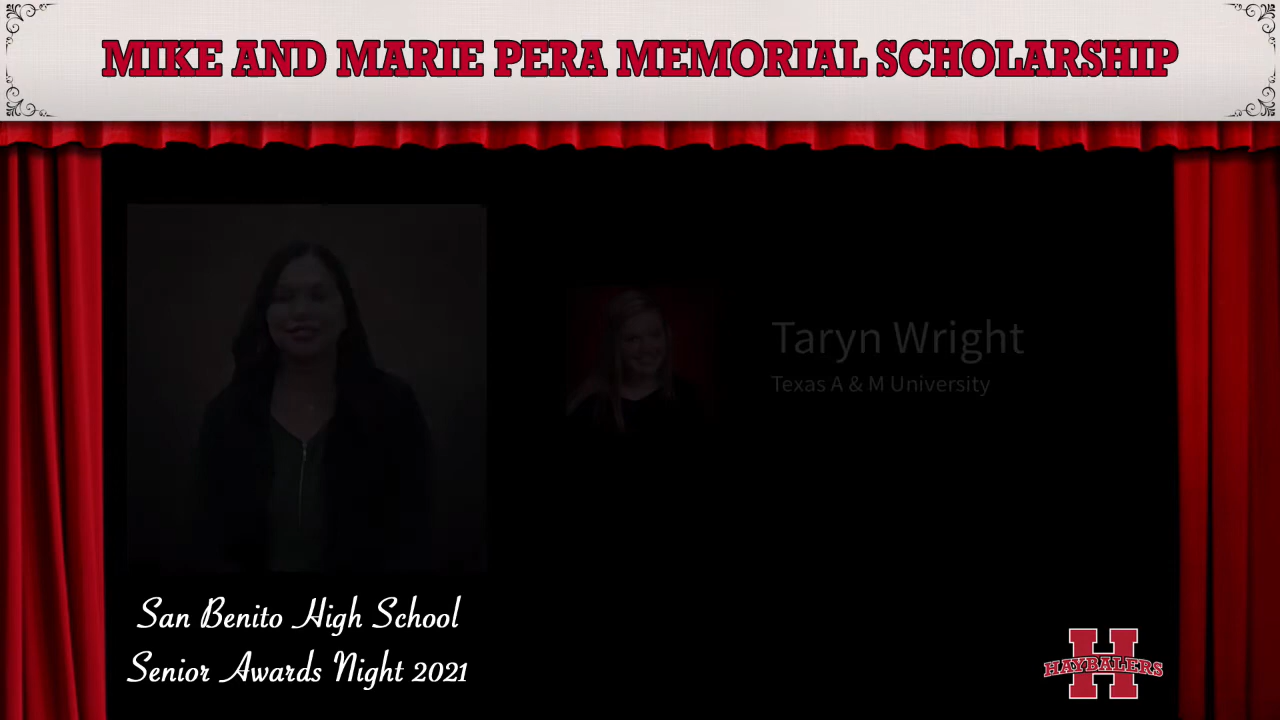 MIKE AND MARIE PERA MEMORIAL SCHOLARSHIP
Taryn Wright
Texas A & M University
San Benito High School
Senior Awards Night 2021
H
HAYBALERS